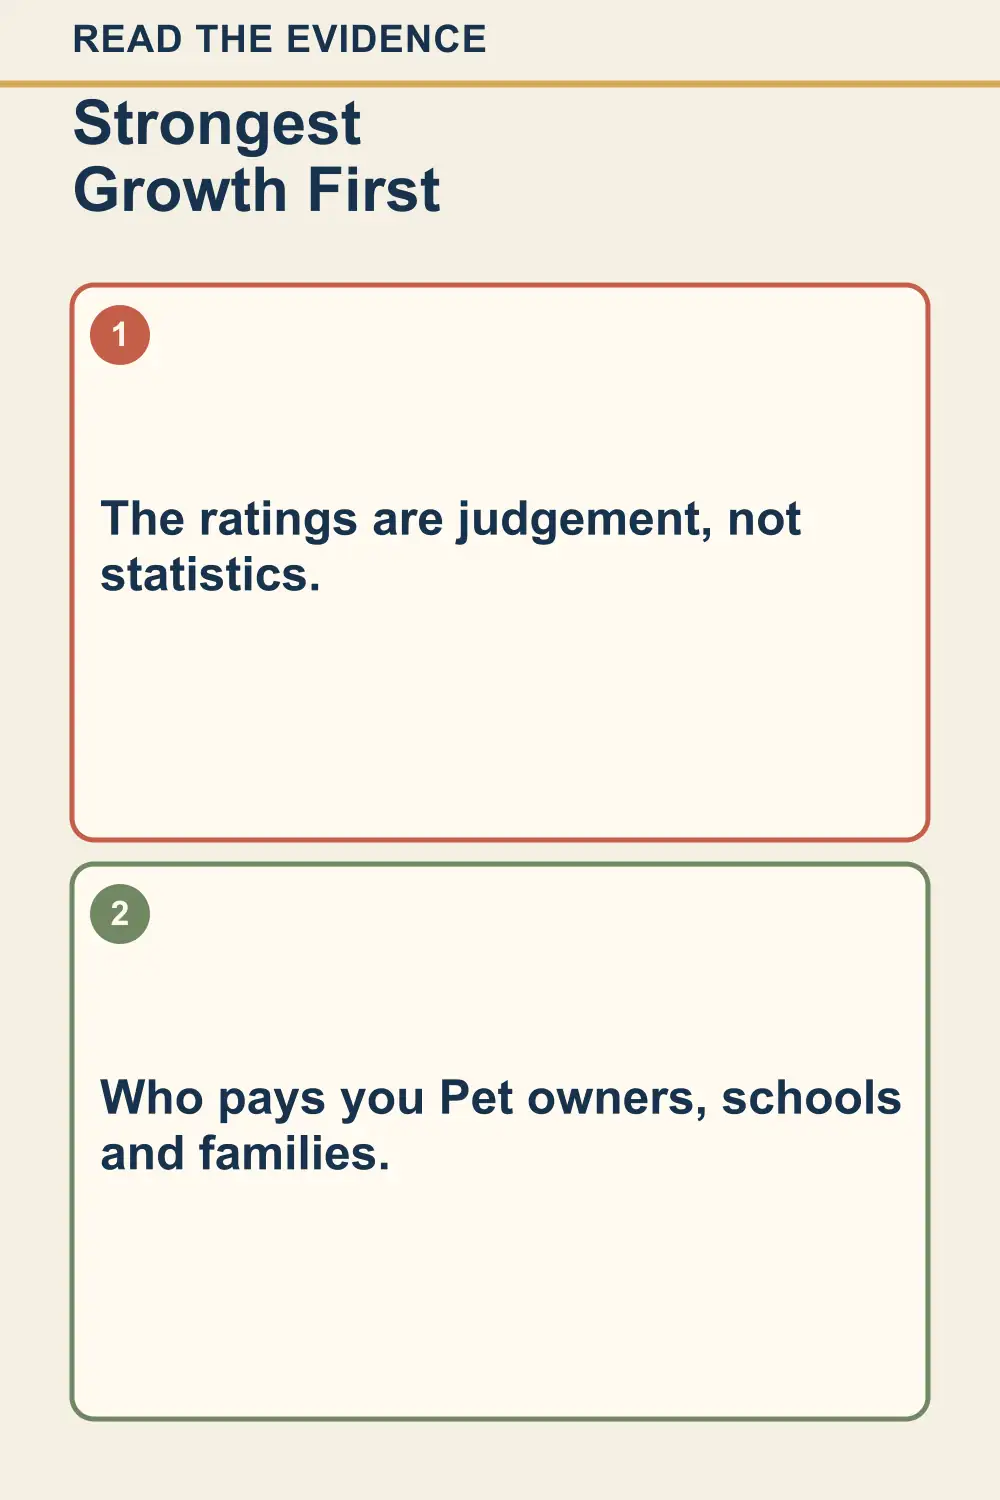 READ THE EVIDENCE
Strongest
Growth First
1
The ratings are judgement, not
statistics.
2
Who pays you Pet owners, schools
and families.